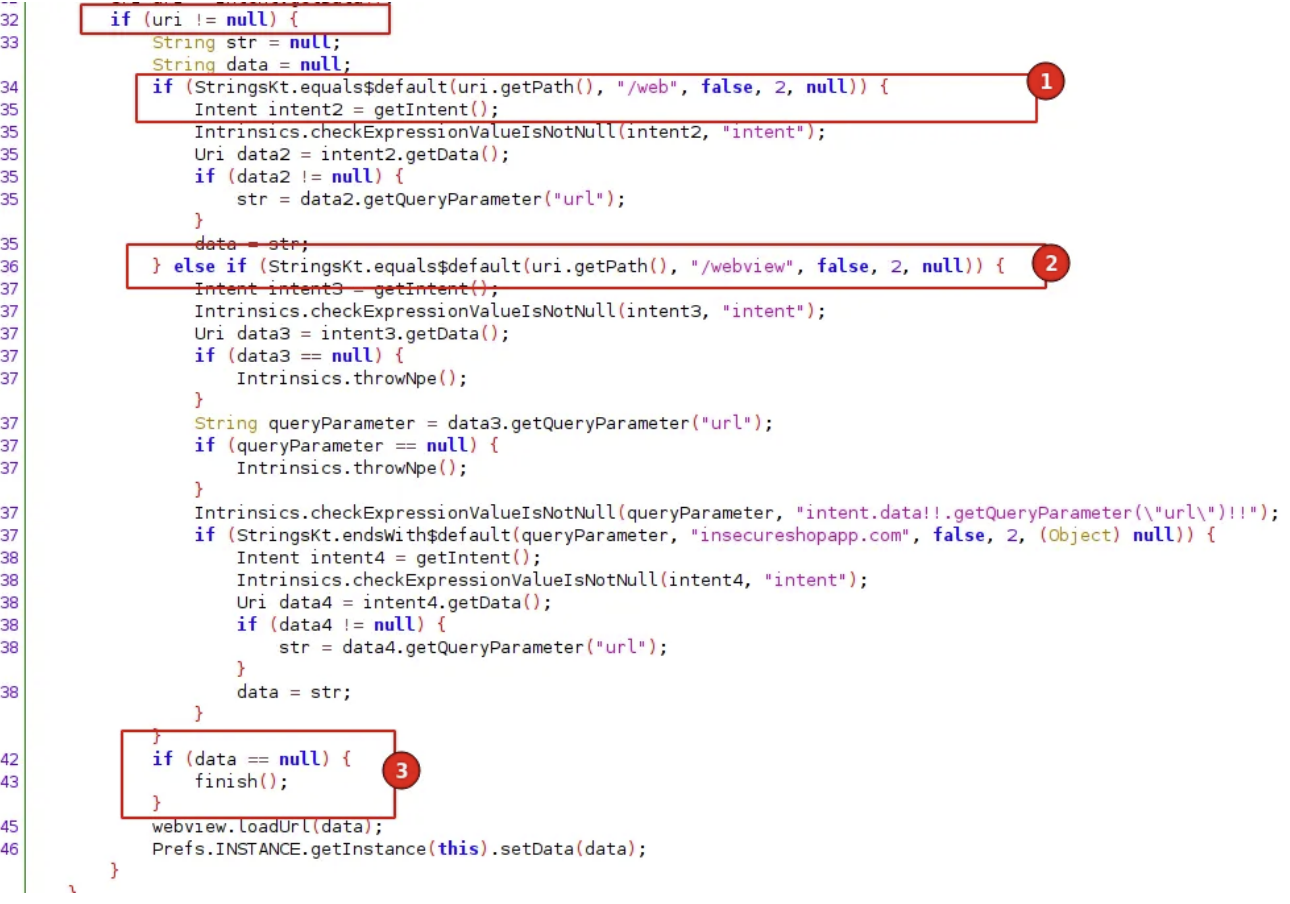 32 if (uri != null) {
33 String str = null;
String data = null;
34 if (StringsKt.equals$default(uri.getPath(), "/web", false, 2, null)) { 1
35 Intent intent2 = getIntent();
35 Intrinsics.checkExpressionValueIsNotNull(intent2, "intent");
35 Uri data2 = intent2.getData();
35 if (data2 != null) {
35 str = data2.getQueryParameter("url");
}
35 data = str;
36 } else if (StringsKt.equals$default(uri.getPath(), "/webview", false, 2, null)) { 2
37 Intent intent3 = getIntent();
37 Intrinsics.checkExpressionValueIsNotNull(intent3, "intent");
37 Uri data3 = intent3.getData();
37 if (data3 == null) {
37 Intrinsics.throwNpe();
}
37 String queryParameter = data3.getQueryParameter("url");
37 if (queryParameter == null) {
37 Intrinsics.throwNpe();
}
37 Intrinsics.checkExpressionValueIsNotNull(queryParameter, "intent.data!!.getQueryParameter(\"url\")!!");
37 if (StringsKt.endsWith$default(queryParameter, "insecureshopapp.com", false, 2, (Object) null)) {
38 Intent intent4 = getIntent();
38 Intrinsics.checkExpressionValueIsNotNull(intent4, "intent");
38 Uri data4 = intent4.getData();
38 if (data4 != null) {
38 str = data4.getQueryParameter("url");
}
38 data = str;
}
}
42 if (data == null) { 3
43 finish();
}
45 webview.loadUrl(data);
46 Prefs.INSTANCE.getInstance(this).setData(data);
}
}